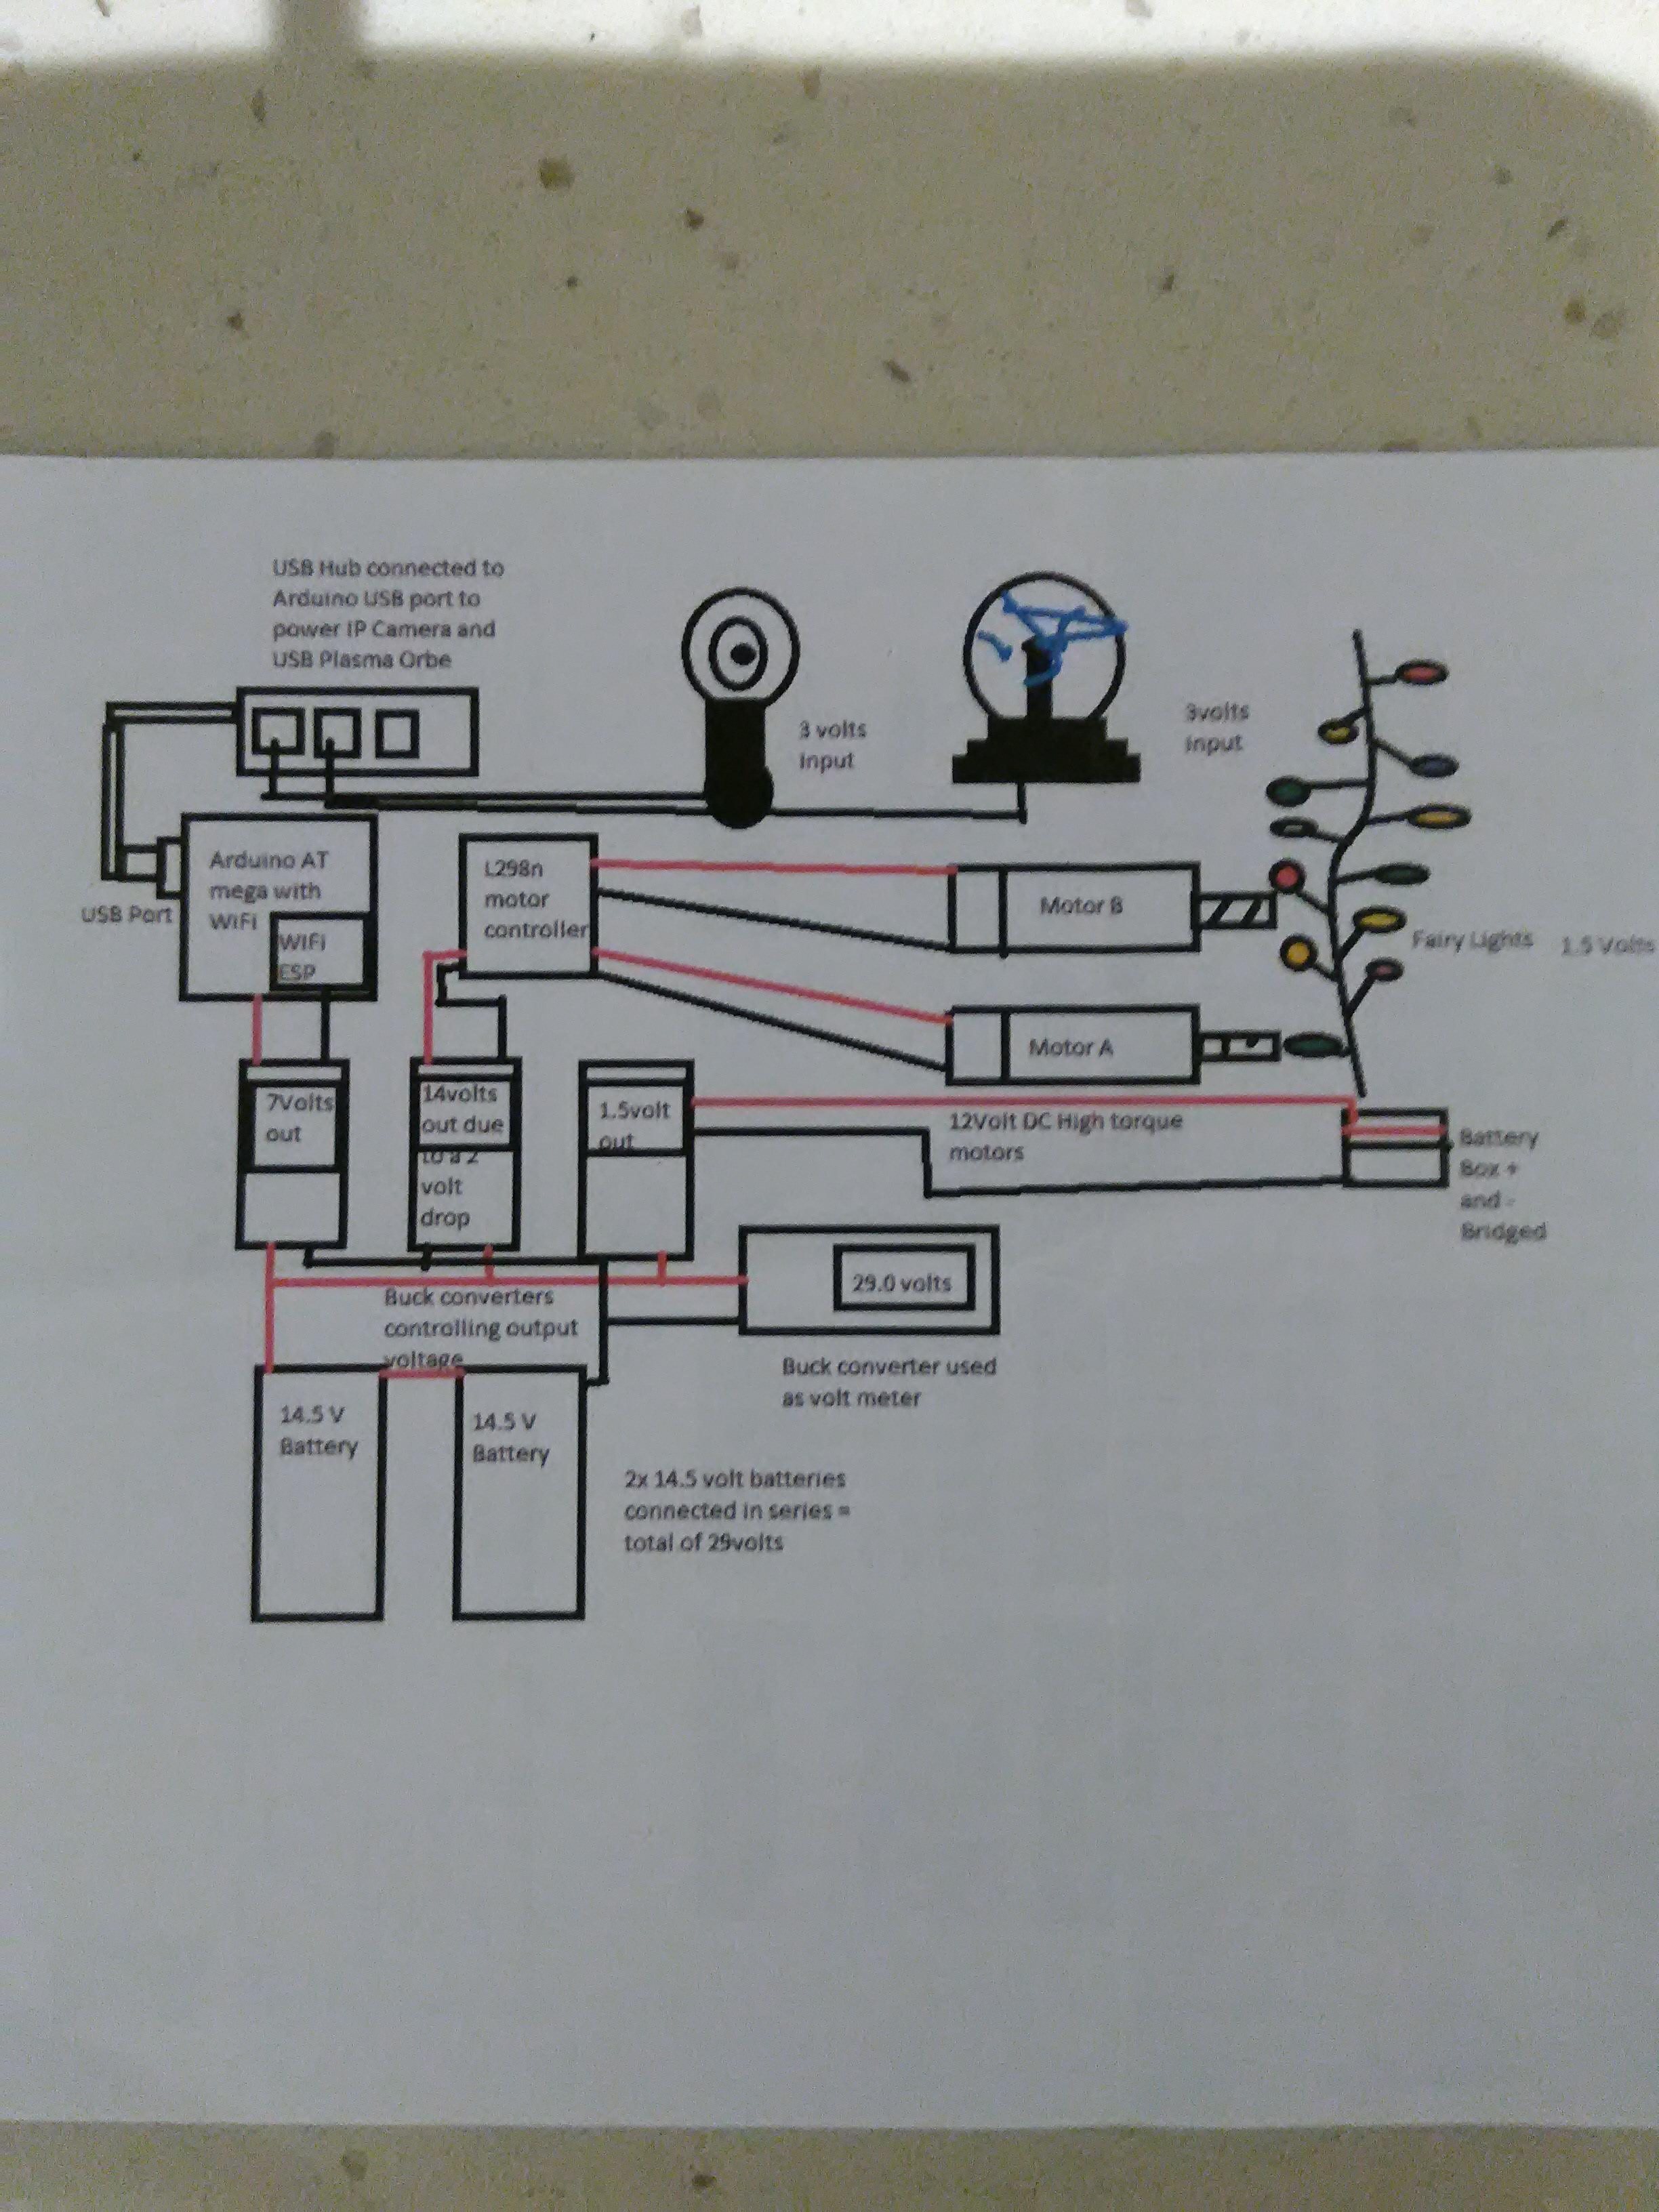 USB Hub connected to
Arduino USB port to
power IP Camera and
USB Plasma Orbe
3 volts
input
3volts
input
Arduino AT
mega with
WiFi
WIFI
ESP
USB Port
L298n
motor
controller
Motor B
Fairy Lights
1.5 Volts
Motor A
7Volts
out
14volts
out due
to a 2
volt
drop
1.5volt
out
12Volt DC High torque
motors
Battery
Box +
and -
Bridged
29.0 volts
Buck converters
controlling output
voltage
Buck converter used
as volt meter
14.5 V
Battery
14.5 V
Battery
2x 14.5 volt batteries
connected in series =
total of 29volts